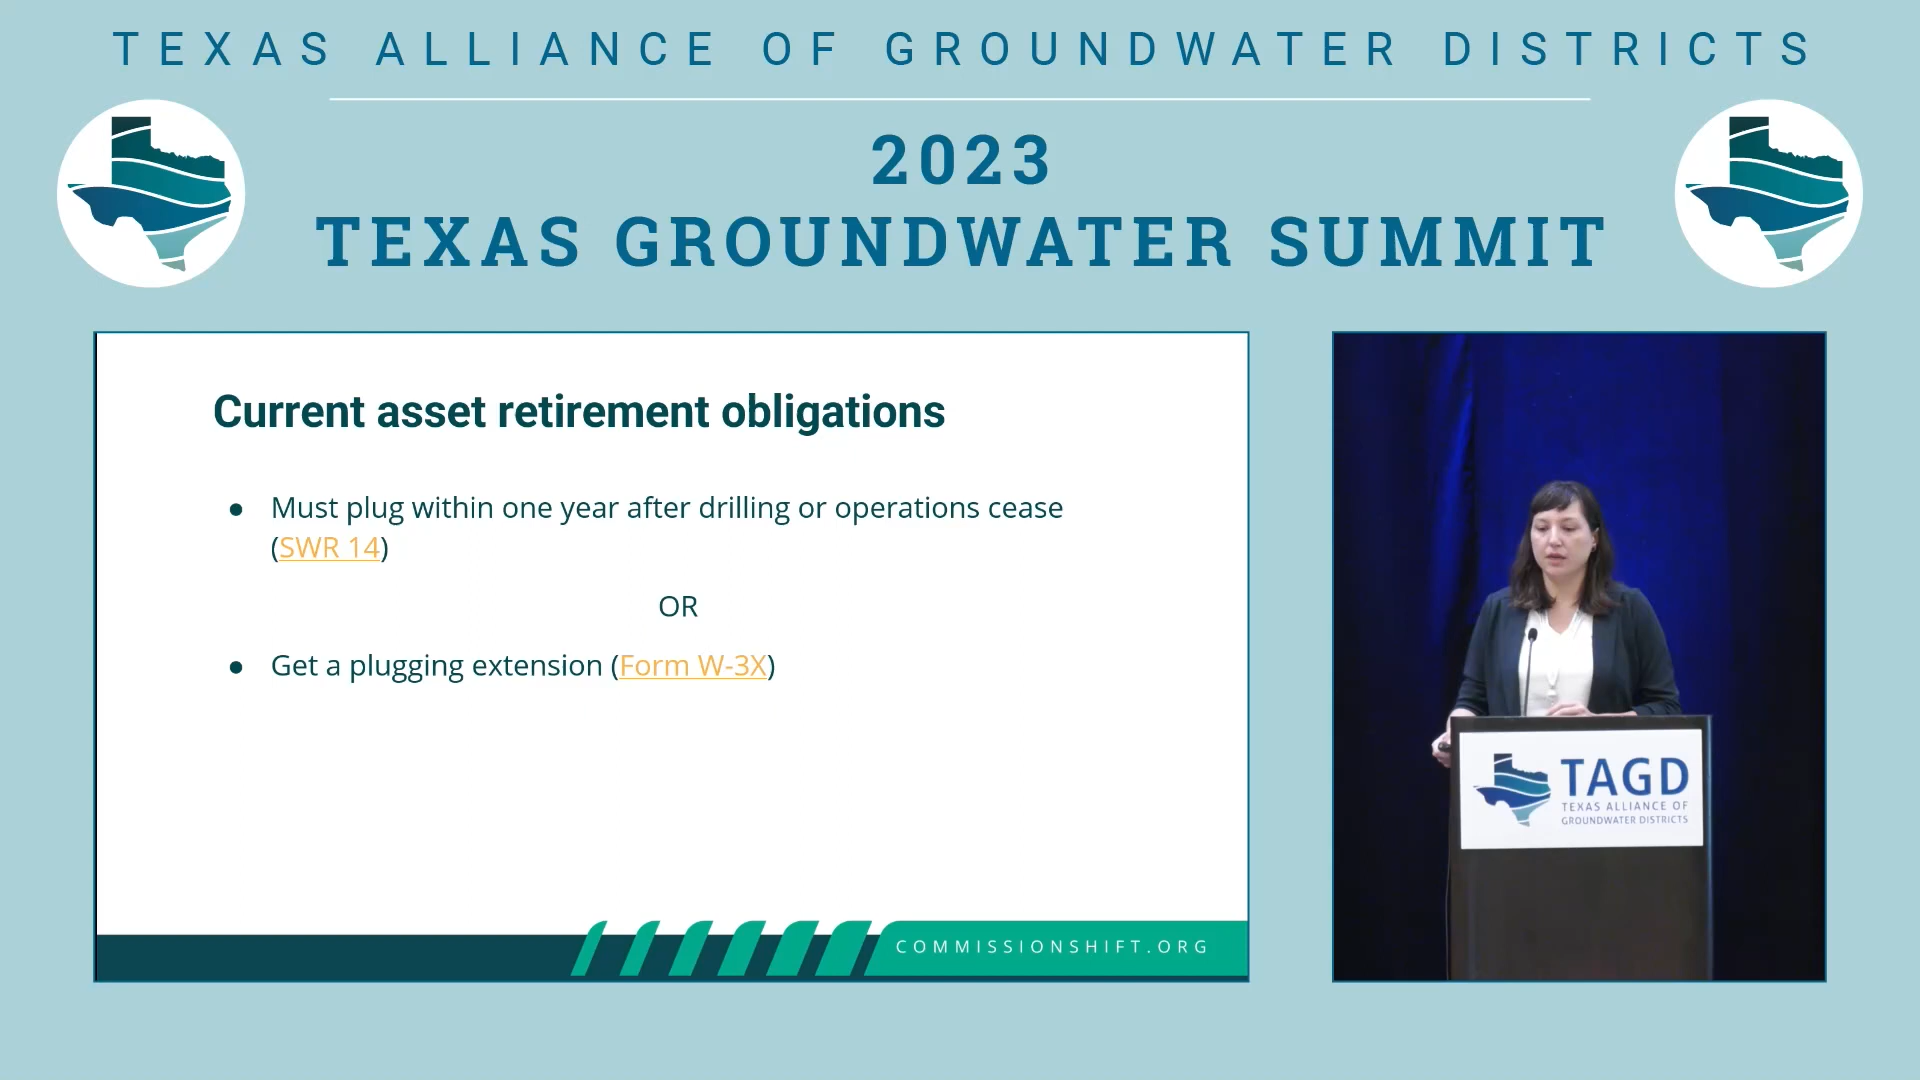 TEXAS ALLIANCE OF GROUNDWATER DISTRICTS
2023
TEXAS GROUNDWATER SUMMIT
Current asset retirement obligations
● Must plug within one year after drilling or operations cease
(SWR 14)
OR
● Get a plugging extension (Form W-3X)
COMMISSIONSHIFT.ORG
TAGD
TEXAS ALLIANCE OF
GROUNDWATER DISTRICTS